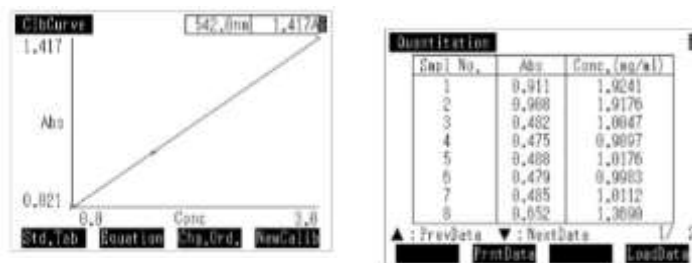 ClbCurve 542.0nm 1.417A
1.417
Abs
0.021
0.0 Conc 3.0
Std.Tab Equation Chg.Ord. NewCalib
Quantitation
Smpl No. Abs Conc.(mg/ml)
1 0.911 1.9241
2 0.908 1.9176
3 0.482 1.0047
4 0.475 0.9897
5 0.488 1.0176
6 0.479 0.9983
7 0.485 1.0112
8 0.652 1.3690
▲ : PrevData ▼ : NextData 1/ 2
PrntData LoadData